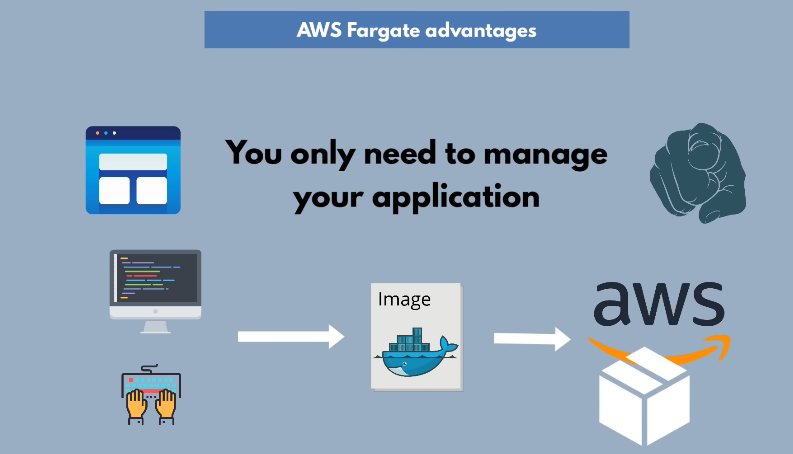 AWS Fargate advantages
You only need to manage
your application
Image
aws